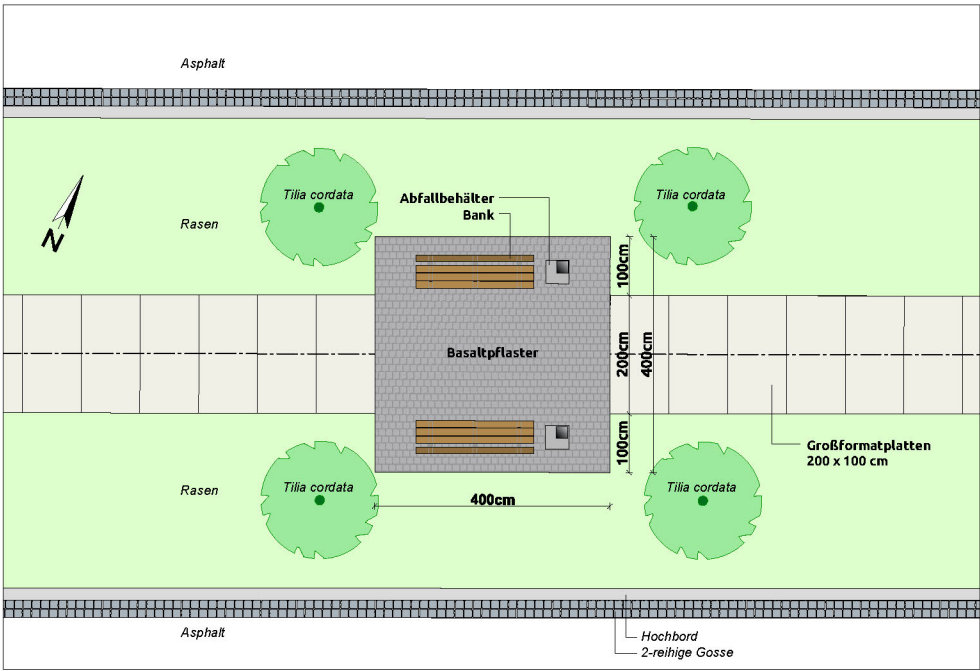 Asphalt
Tilia cordata
Tilia cordata
Abfallbehälter
Bank
Rasen
N
100cm
Basaltpflaster
200cm
400cm
100cm
Großformatplatten
200 x 100 cm
Rasen
Tilia cordata
Tilia cordata
400cm
Asphalt
Hochbord
2-reihige Gosse